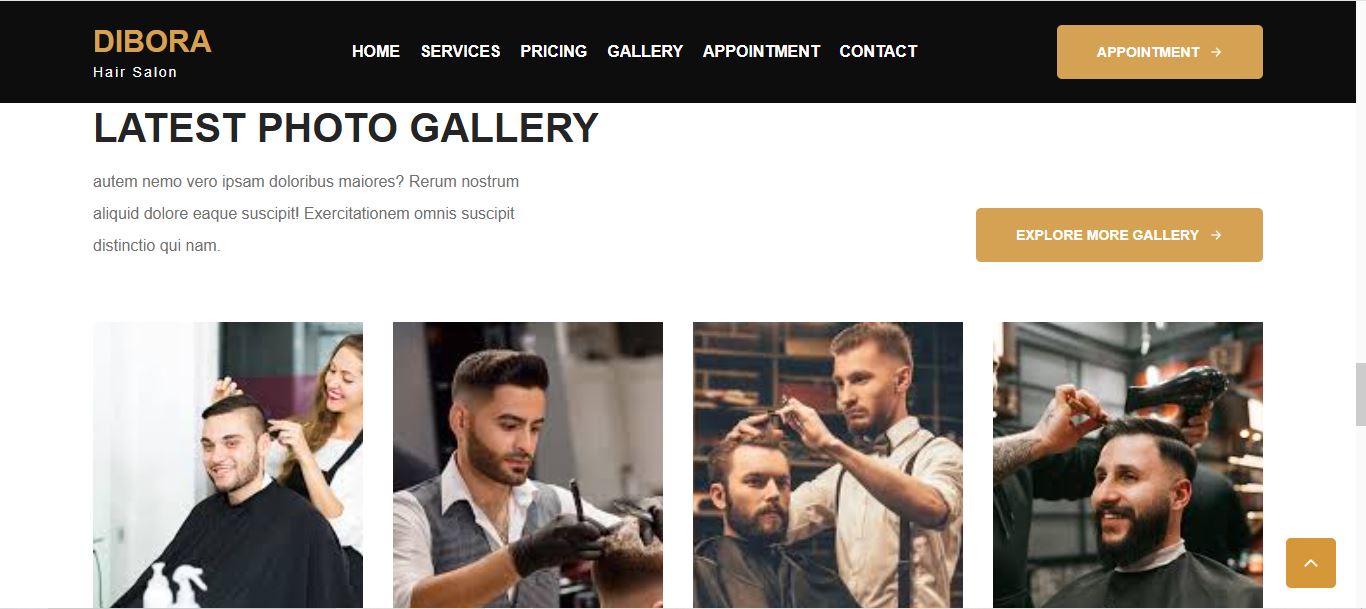 DIBORA
Hair Salon
HOME SERVICES PRICING GALLERY APPOINTMENT CONTACT
APPOINTMENT →
LATEST PHOTO GALLERY
autem nemo vero ipsam doloribus maiores? Rerum nostrum
aliquid dolore eaque suscipit! Exercitationem omnis suscipit
distinctio qui nam.
EXPLORE MORE GALLERY →